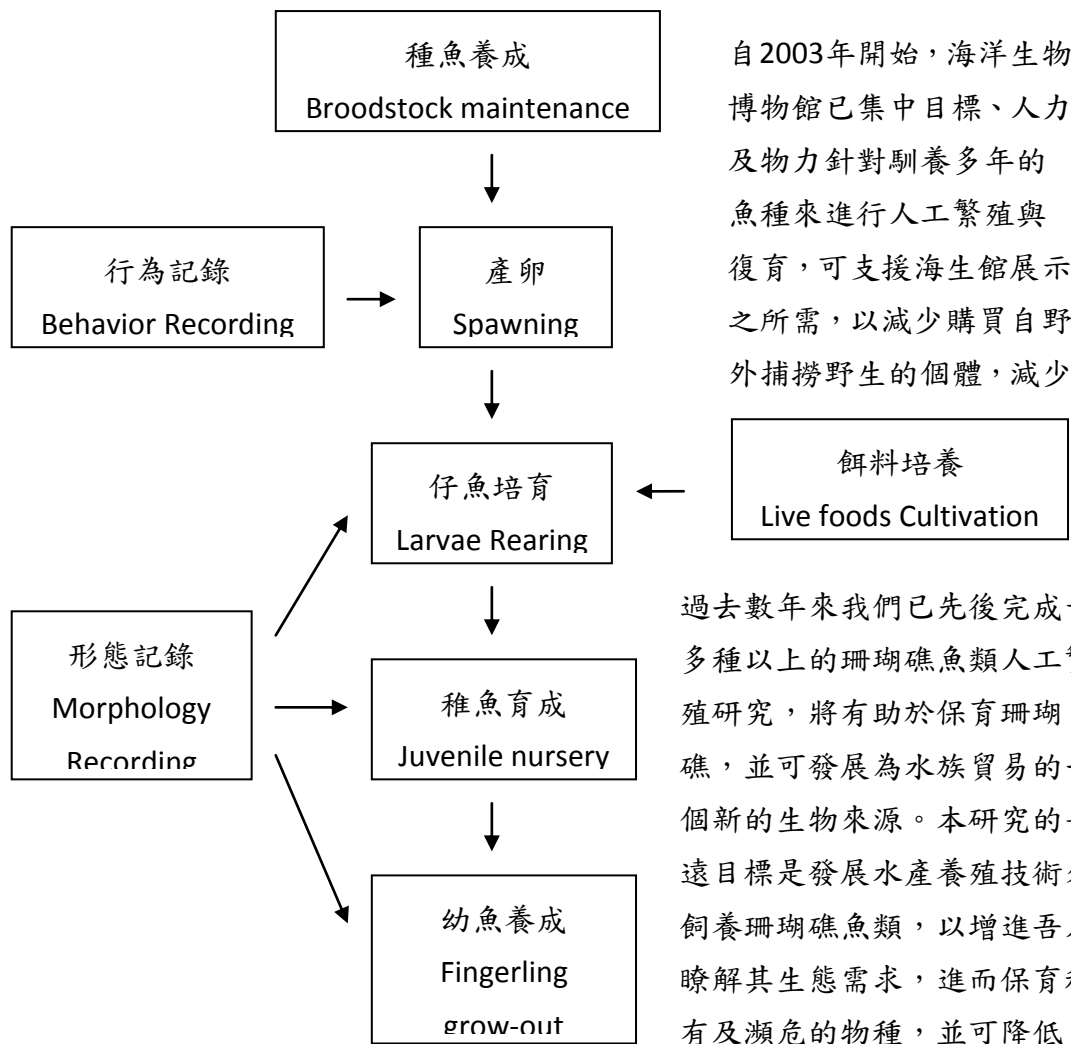 種魚養成
Broodstock maintenance
自2003年開始,海洋生物
博物館已集中目標、人力
及物力針對馴養多年的
魚種來進行人工繁殖與
復育,可支援海生館展示
之所需,以減少購買自野
外捕撈野生的個體,減少
行為記錄
Behavior Recording
產卵
Spawning
仔魚培育
Larvae Rearing
餌料培養
Live foods Cultivation
形態記錄
Morphology
Recording
稚魚育成
Juvenile nursery
幼魚養成
Fingerling
grow-out
過去數年來我們已先後完成
多種以上的珊瑚礁魚類人工
殖研究,將有助於保育珊瑚
礁,並可發展為水族貿易的
個新的生物來源。本研究的
遠目標是發展水產養殖技術
飼養珊瑚礁魚類,以增進吾
瞭解其生態需求,進而保育
有及瀕危的物種,並可降低